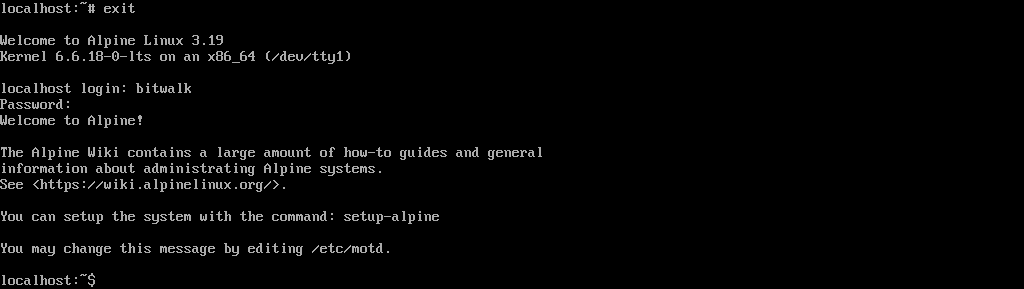 localhost:~# exit
Welcome to Alpine Linux 3.19
Kernel 6.6.18-0-lts on an x86_64 (/dev/tty1)
localhost login: bitwalk
Password:
Welcome to Alpine!
The Alpine Wiki contains a large amount of how-to guides and general
information about administrating Alpine systems.
See <https://wiki.alpinelinux.org/>.
You can setup the system with the command: setup-alpine
You may change this message by editing /etc/motd.
localhost:~$